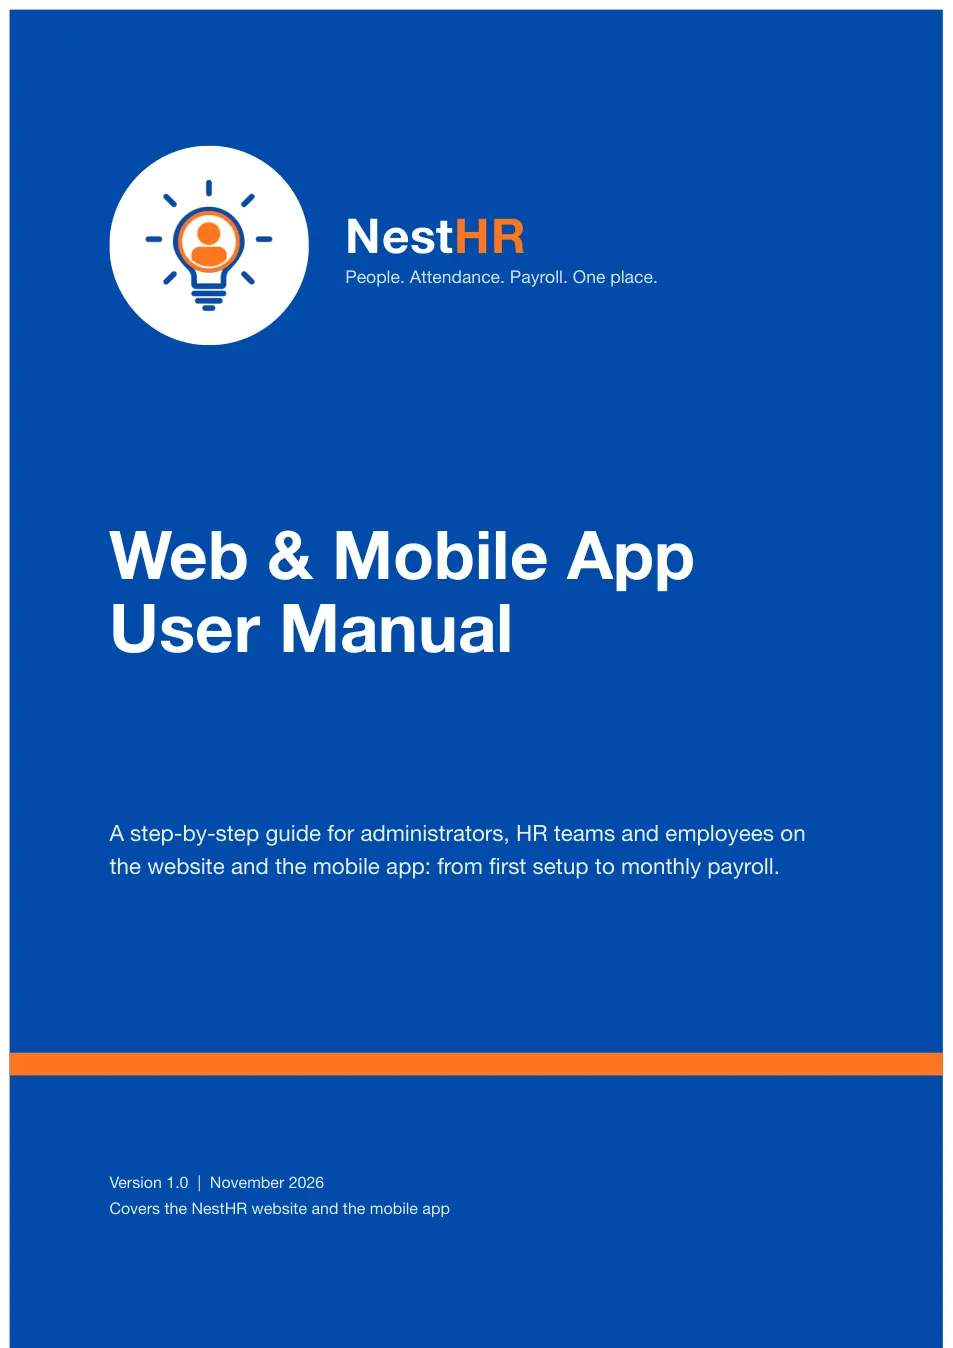 NestHR
People. Attendance. Payroll. One place.
Web & Mobile App
User Manual
A step-by-step guide for administrators, HR teams and employees on
the website and the mobile app: from first setup to monthly payroll.
Version 1.0 | November 2026
Covers the NestHR website and the mobile app